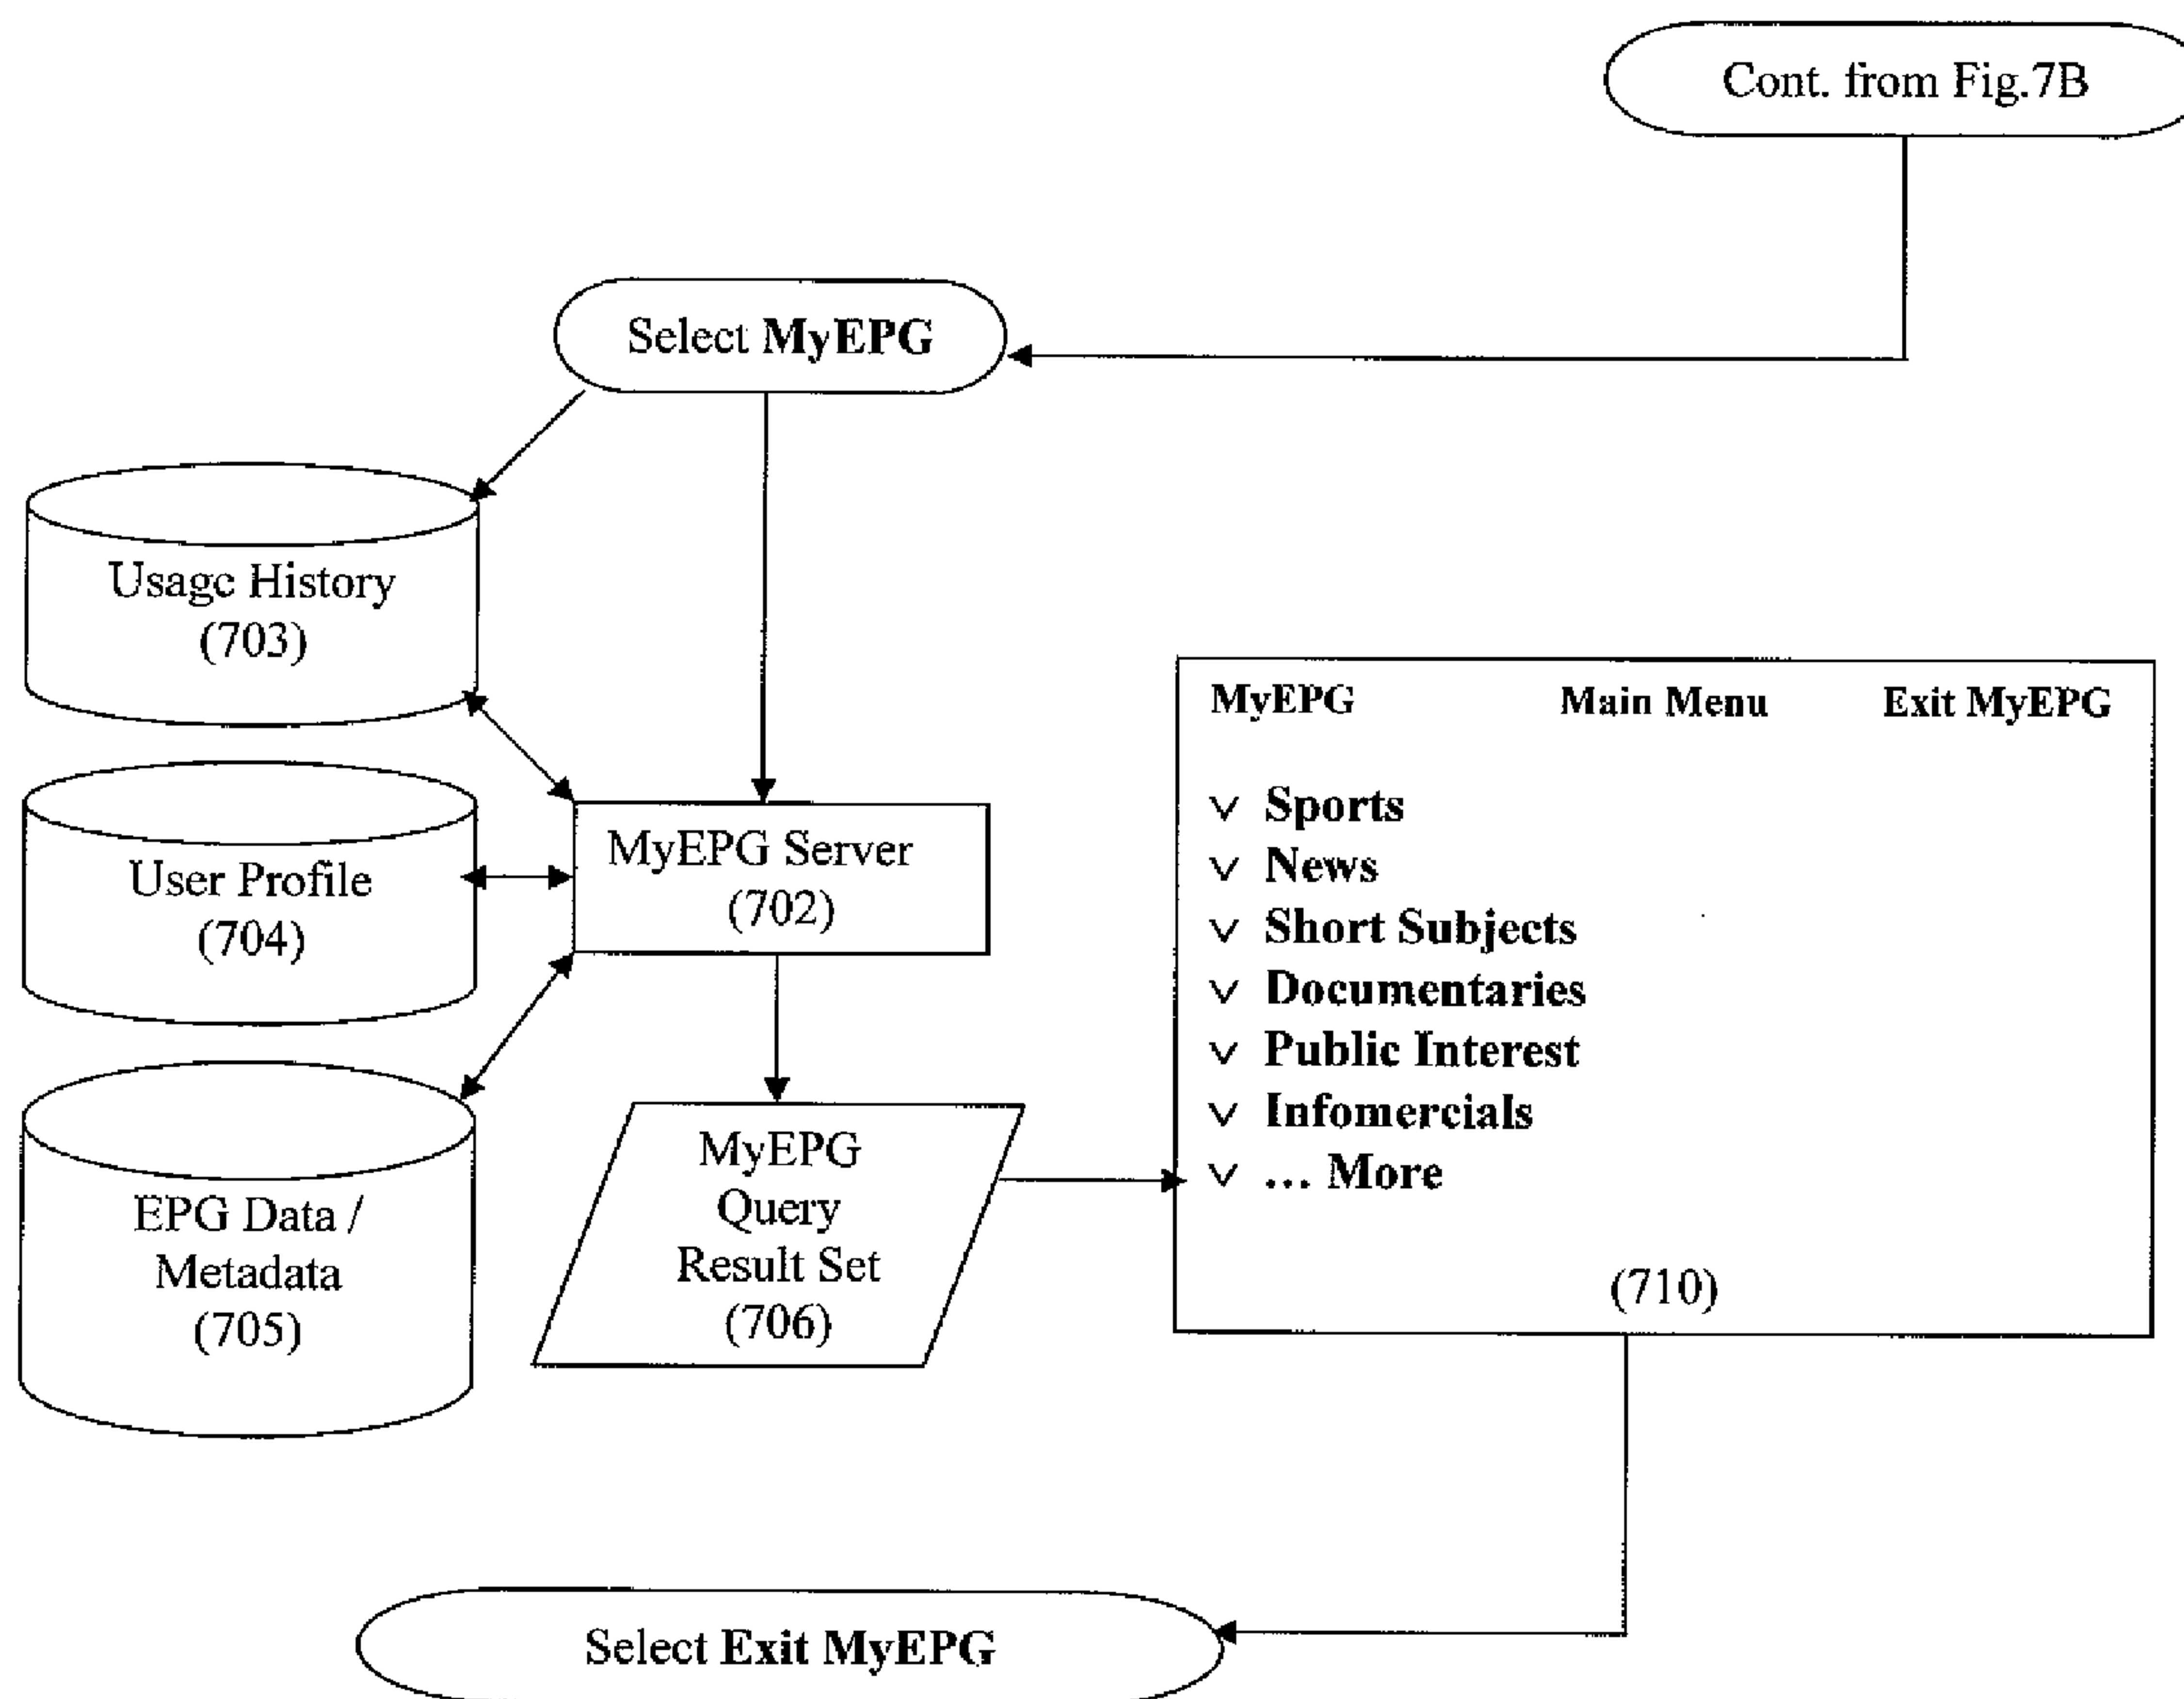 Cont. from Fig.7B
Select MyEPG
Usage History
(703)
User Profile
(704)
EPG Data /
Metadata
(705)
MyEPG Server
(702)
MyEPG
Query
Result Set
(706)
MyEPG Main Menu Exit MyEPG
v Sports
v News
v Short Subjects
v Documentaries
v Public Interest
v Infomercials
v ... More
(710)
Select Exit MyEPG